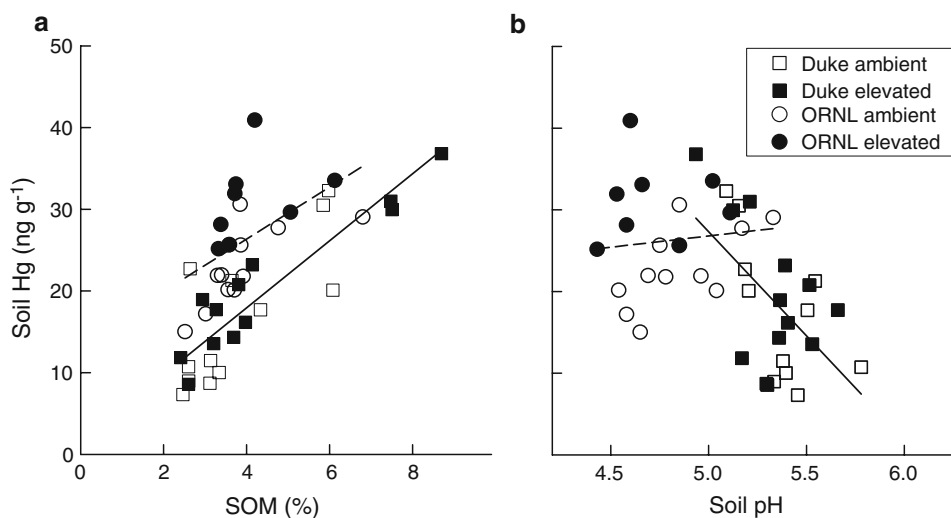 a
50
40
30
20
10
0
Soil Hg (ng g-1)
0 2 4 6 8
SOM (%)
b
Duke ambient
Duke elevated
ORNL ambient
ORNL elevated
4.5 5.0 5.5 6.0
Soil pH